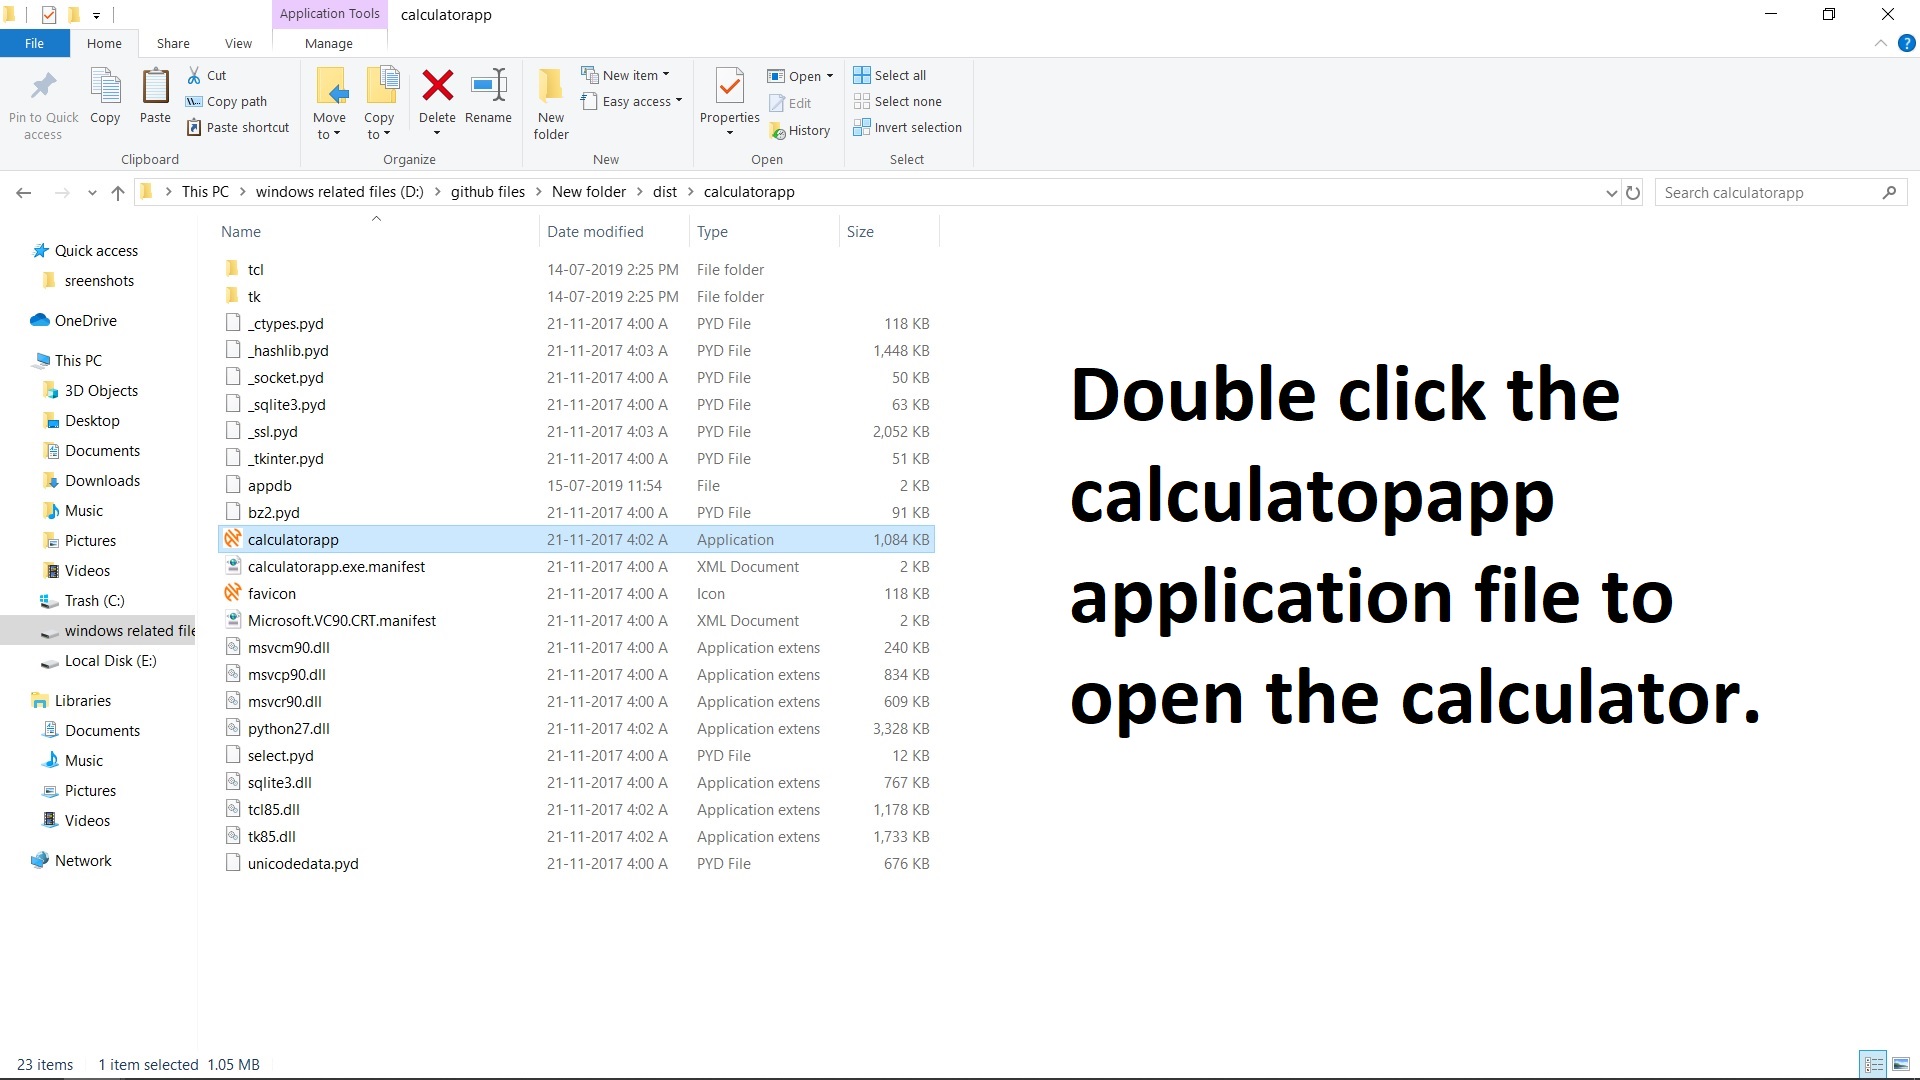 Application Tools
calculatorapp
File Home Share View Manage
Pin to Quick access
Copy
Paste
Cut
Copy path
Paste shortcut
Clipboard
Move to
Copy to
Delete
Rename
Organize
New folder
New item
Easy access
New
Properties
Open
Edit
History
Open
Select all
Select none
Invert selection
Select
This PC windows related files (D:) github files New folder dist calculatorapp
Search calculatorapp
Quick access
sreenshots
OneDrive
This PC
3D Objects
Desktop
Documents
Downloads
Music
Pictures
Videos
Trash (C:)
windows related file
Local Disk (E:)
Libraries
Documents
Music
Pictures
Videos
Network
Name Date modified Type Size
tcl 14-07-2019 2:25 PM File folder
tk 14-07-2019 2:25 PM File folder
_ctypes.pyd 21-11-2017 4:00 A PYD File 118 KB
_hashlib.pyd 21-11-2017 4:03 A PYD File 1,448 KB
_socket.pyd 21-11-2017 4:00 A PYD File 50 KB
_sqlite3.pyd 21-11-2017 4:00 A PYD File 63 KB
_ssl.pyd 21-11-2017 4:03 A PYD File 2,052 KB
_tkinter.pyd 21-11-2017 4:00 A PYD File 51 KB
appdb 15-07-2019 11:54 File 2 KB
bz2.pyd 21-11-2017 4:00 A PYD File 91 KB
calculatorapp 21-11-2017 4:02 A Application 1,084 KB
calculatorapp.exe.manifest 21-11-2017 4:00 A XML Document 2 KB
favicon 21-11-2017 4:00 A Icon 118 KB
Microsoft.VC90.CRT.manifest 21-11-2017 4:00 A XML Document 2 KB
msvcm90.dll 21-11-2017 4:00 A Application extens 240 KB
msvcp90.dll 21-11-2017 4:00 A Application extens 834 KB
msvcr90.dll 21-11-2017 4:00 A Application extens 609 KB
python27.dll 21-11-2017 4:02 A Application extens 3,328 KB
select.pyd 21-11-2017 4:00 A PYD File 12 KB
sqlite3.dll 21-11-2017 4:00 A Application extens 767 KB
tcl85.dll 21-11-2017 4:02 A Application extens 1,178 KB
tk85.dll 21-11-2017 4:02 A Application extens 1,733 KB
unicodedata.pyd 21-11-2017 4:00 A PYD File 676 KB
Double click the
calculatopapp
application file to
open the calculator.
23 items 1 item selected 1.05 MB